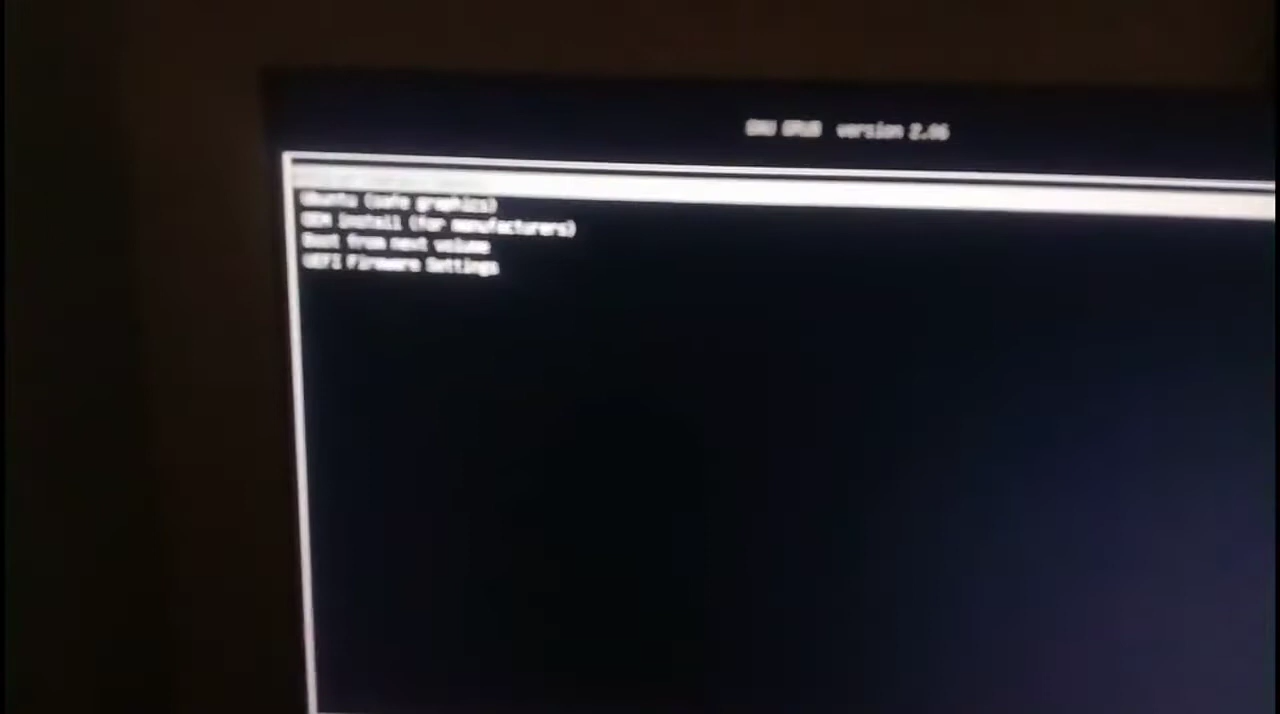 GNU GRUB version 2.06
Ubuntu (safe graphics)
OEM install (for manufacturers)
Boot from next volume
UEFI Firmware Settings